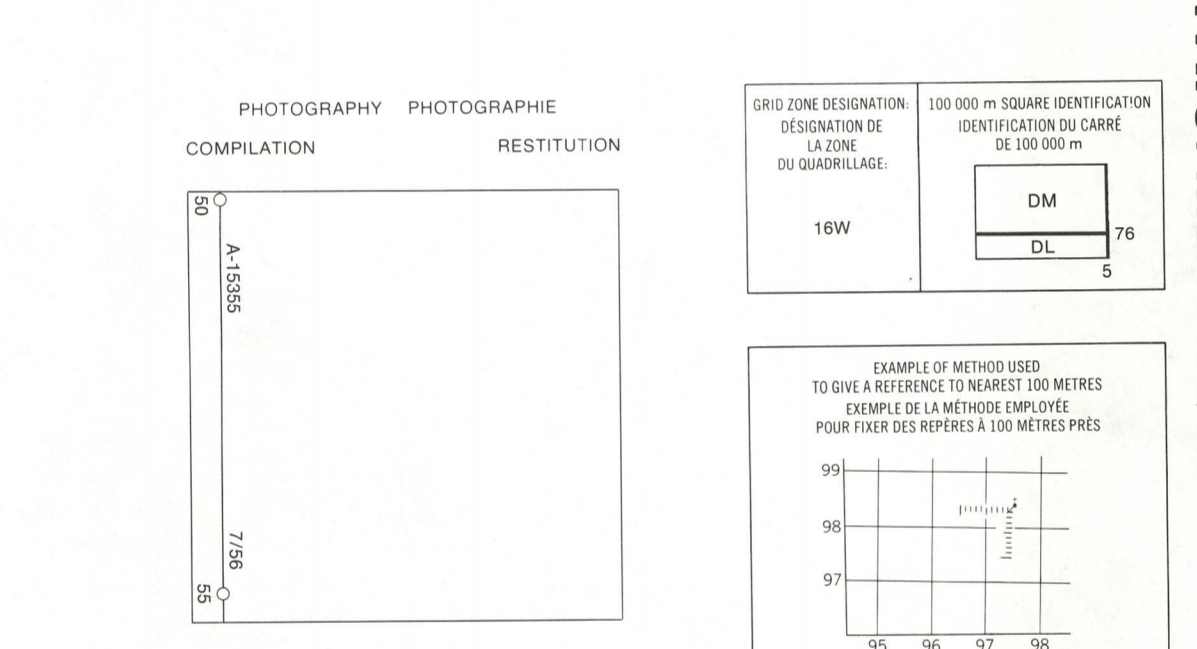 PHOTOGRAPHY PHOTOGRAPHIE
COMPILATION RESTITUTION
50
A-15355
7/56
55
GRID ZONE DESIGNATION:
DÉSIGNATION DE
LA ZONE
DU QUADRILLAGE:
16W
100 000 m SQUARE IDENTIFICATION
IDENTIFICATION DU CARRÉ
DE 100 000 m
DM
DL
76
5
EXAMPLE OF METHOD USED
TO GIVE A REFERENCE TO NEAREST 100 METRES
EXEMPLE DE LA MÉTHODE EMPLOYÉE
POUR FIXER DES REPÈRES À 100 MÈTRES PRÈS
99
98
97
95 96 97 98